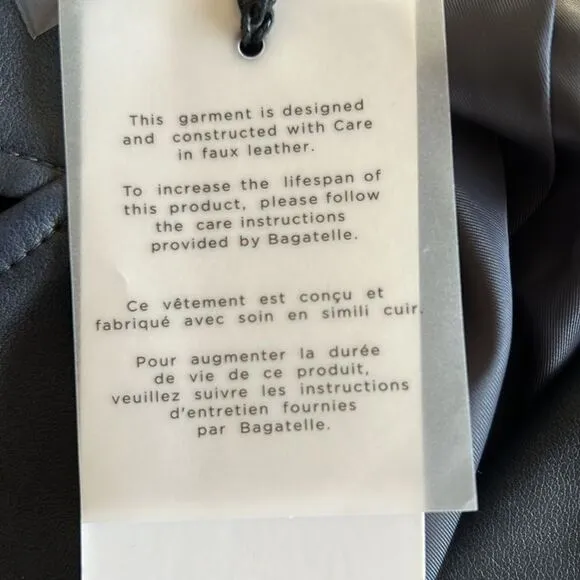 This garment is designed
and constructed with Care
in faux leather.
To increase the lifespan of
this product, please follow
the care instructions
provided by Bagatelle.
Ce vêtement est conçu et
fabriqué avec soin en simili cuir.
Pour augmenter la durée
de vie de ce produit,
veuillez suivre les instructions
d'entretien fournies
par Bagatelle.